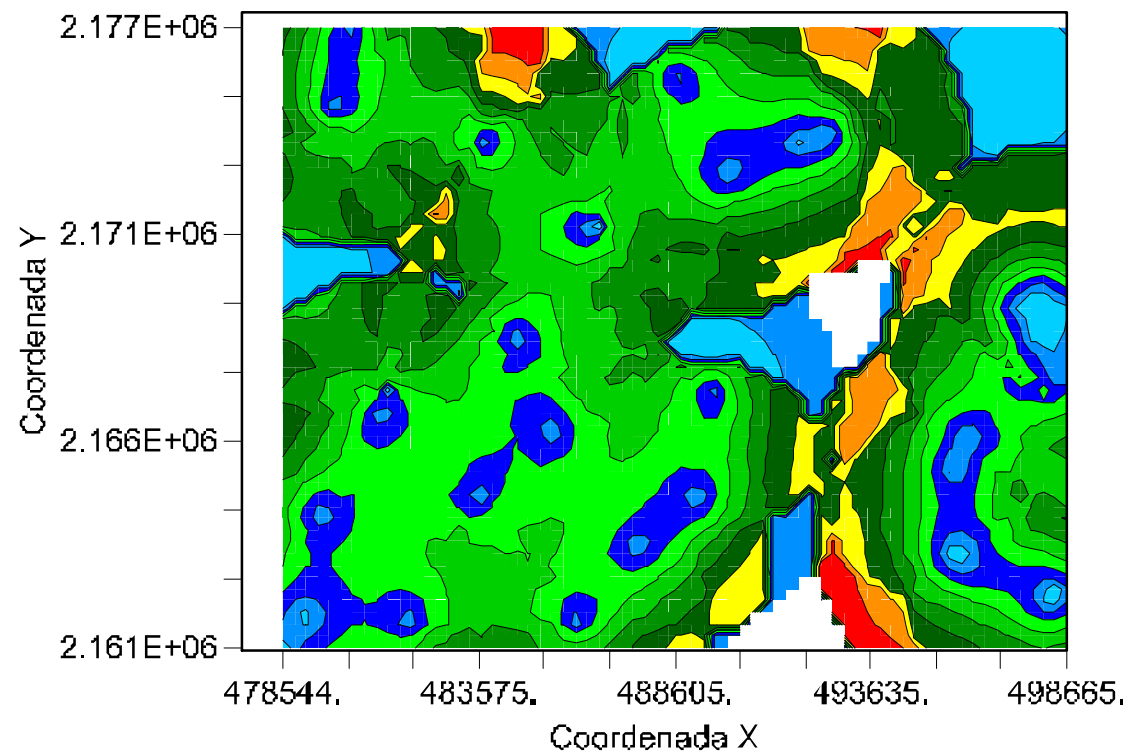 2.177E+06
2.171E+06
2.166E+06
2.161E+06
Coordenada Y
478544. 483575. 488605. 493635. 498665.
Coordenada X